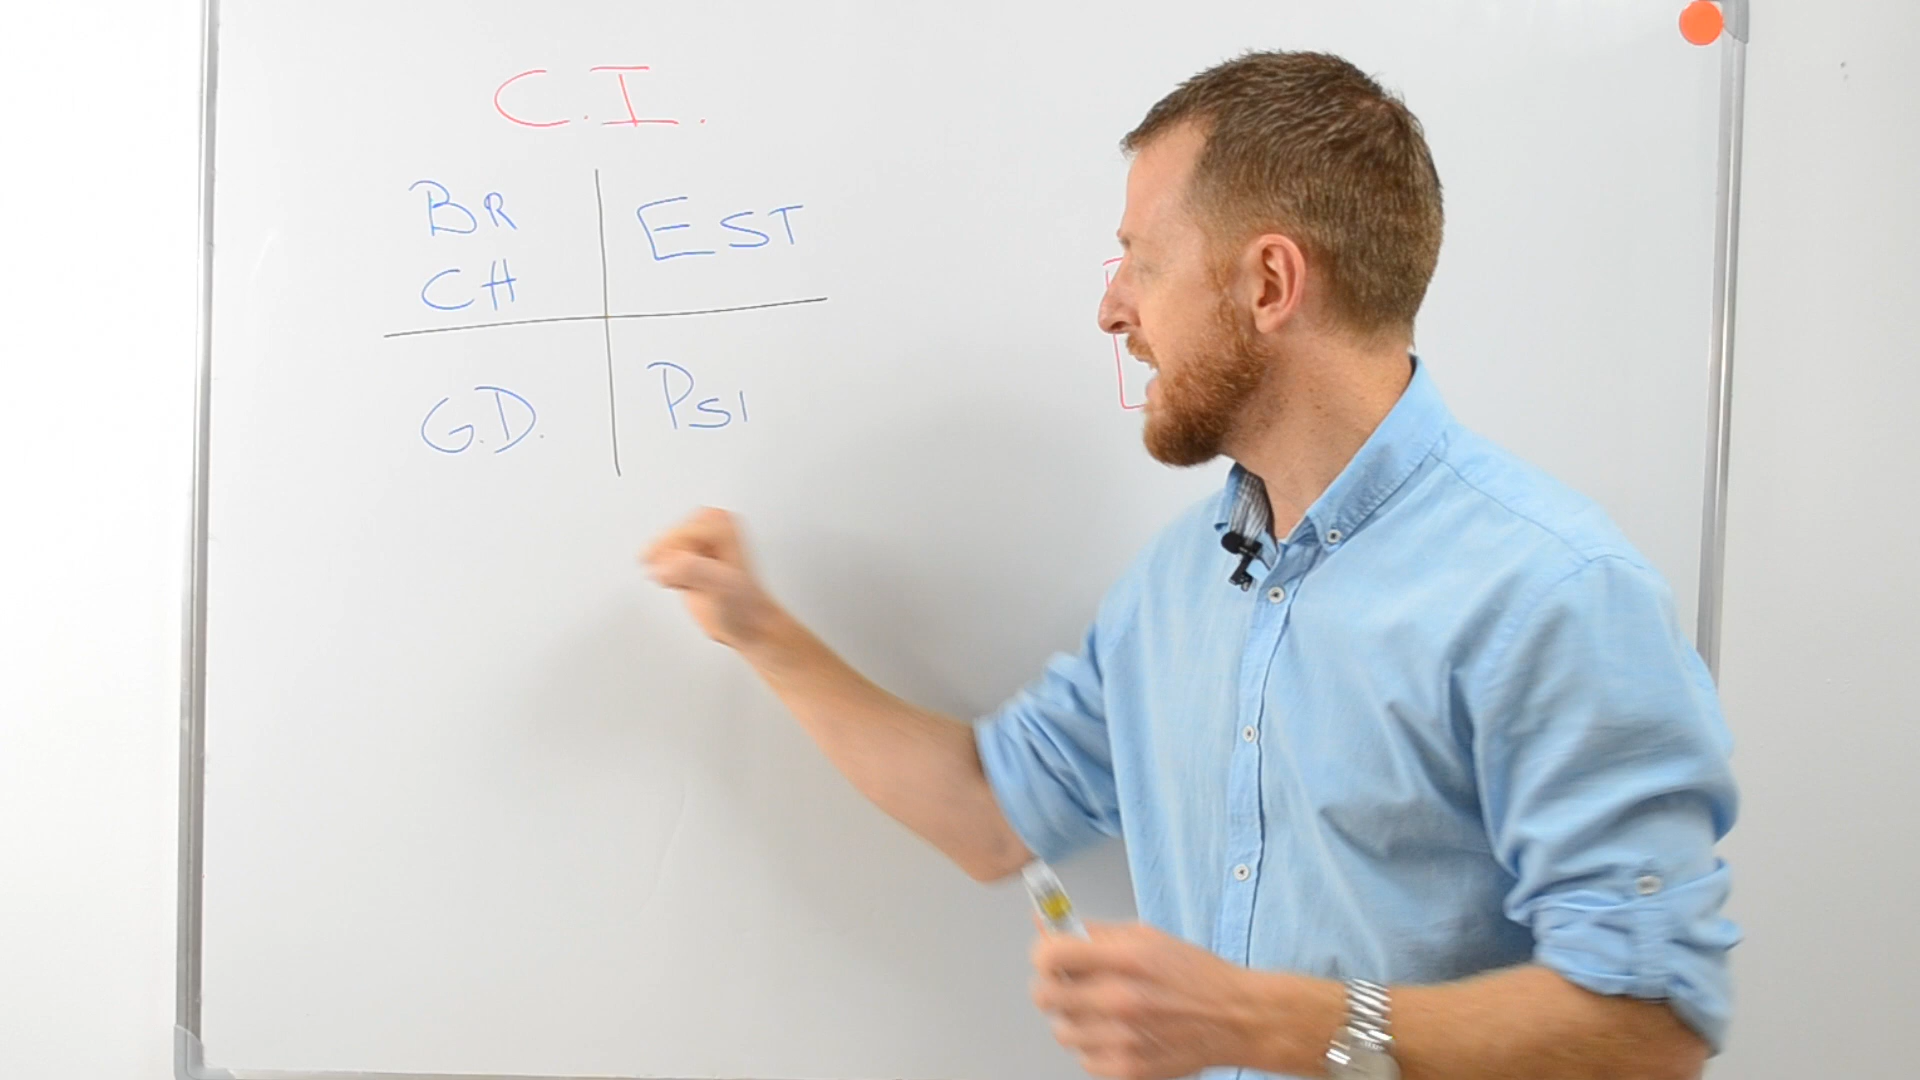 C.I.
BR
CH
EST
G.D.
PSI